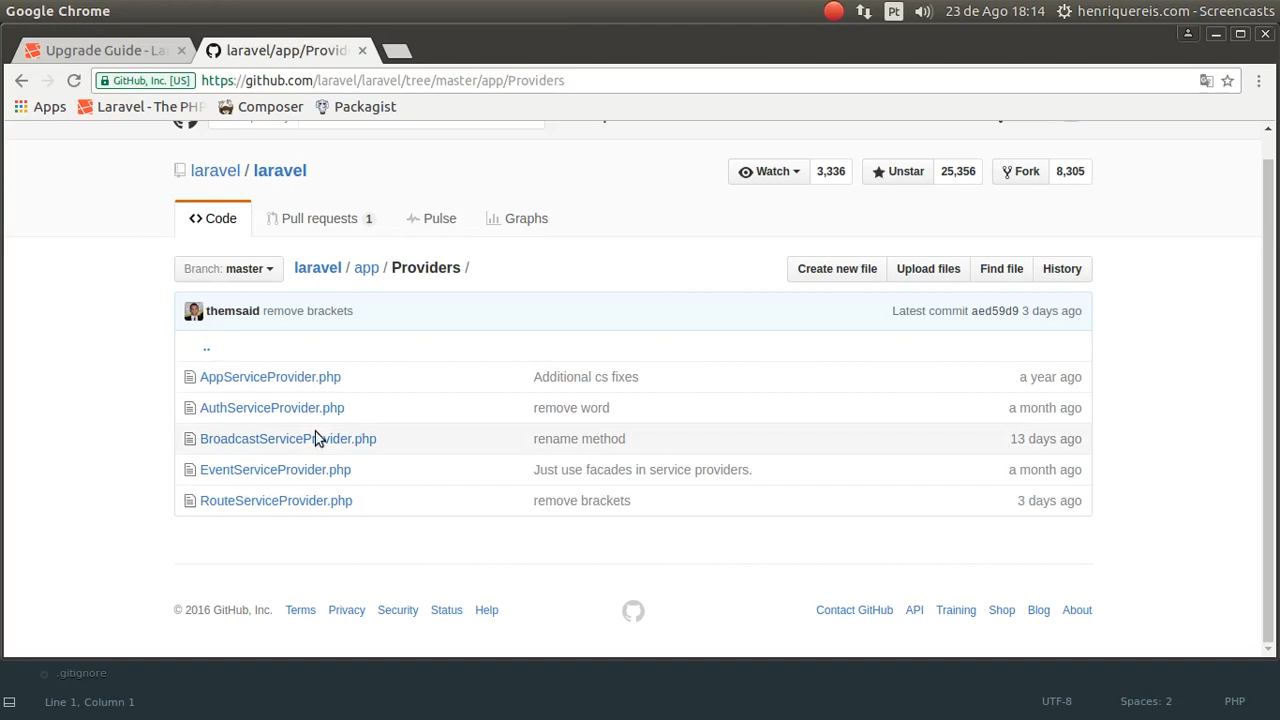 Google Chrome
Pt
23 de Ago 18:14
henriquereis.com - Screencasts
Upgrade Guide - La
laravel/app/Provid
GitHub, Inc. [US]
https://github.com/laravel/laravel/tree/master/app/Providers
Apps
Laravel - The PHP
Composer
Packagist
laravel / laravel
Watch
3,336
Unstar
25,356
Fork
8,305
Code
Pull requests 1
Pulse
Graphs
Branch: master
laravel / app / Providers /
Create new file
Upload files
Find file
History
themsaid remove brackets
Latest commit aed59d9 3 days ago
..
AppServiceProvider.php
Additional cs fixes
a year ago
AuthServiceProvider.php
remove word
a month ago
BroadcastServiceProvider.php
rename method
13 days ago
EventServiceProvider.php
Just use facades in service providers.
a month ago
RouteServiceProvider.php
remove brackets
3 days ago
© 2016 GitHub, Inc.
Terms
Privacy
Security
Status
Help
Contact GitHub
API
Training
Shop
Blog
About
.gitignore
Line 1, Column 1
UTF-8
Spaces: 2
PHP